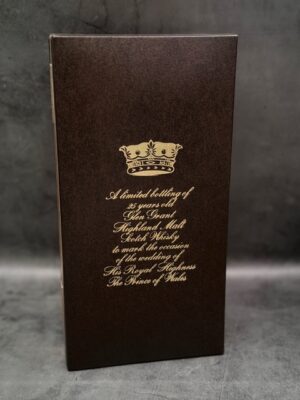 A limited bottling of
25 years old
Glen Grant
Highland Malt
Scotch Whisky
to mark the occasion
of the wedding of
His Royal Highness
The Prince of Wales